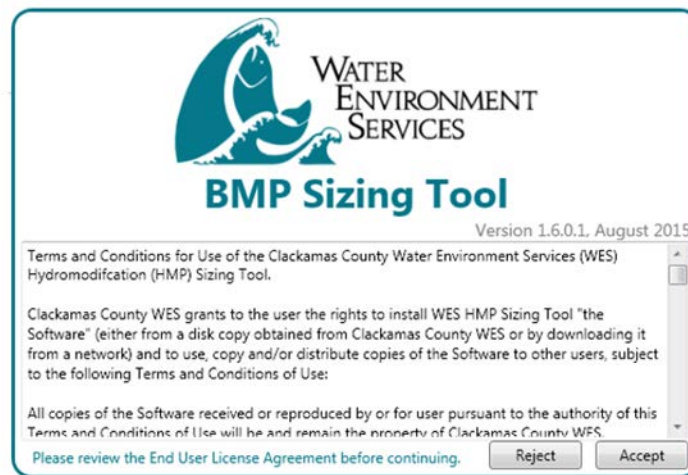 WATER
ENVIRONMENT
SERVICES
BMP Sizing Tool
Version 1.6.0.1, August 2015
Terms and Conditions for Use of the Clackamas County Water Environment Services (WES)
Hydromodifcation (HMP) Sizing Tool.
Clackamas County WES grants to the user the rights to install WES HMP Sizing Tool "the
Software" (either from a disk copy obtained from Clackamas County WES or by downloading it
from a network) and to use, copy and/or distribute copies of the Software to other users, subject
to the following Terms and Conditions of Use:
All copies of the Software received or reproduced by or for user pursuant to the authority of this
Terms and Conditions of Use will be and remain the property of Clackamas County WES.
Please review the End User License Agreement before continuing.
Reject
Accept